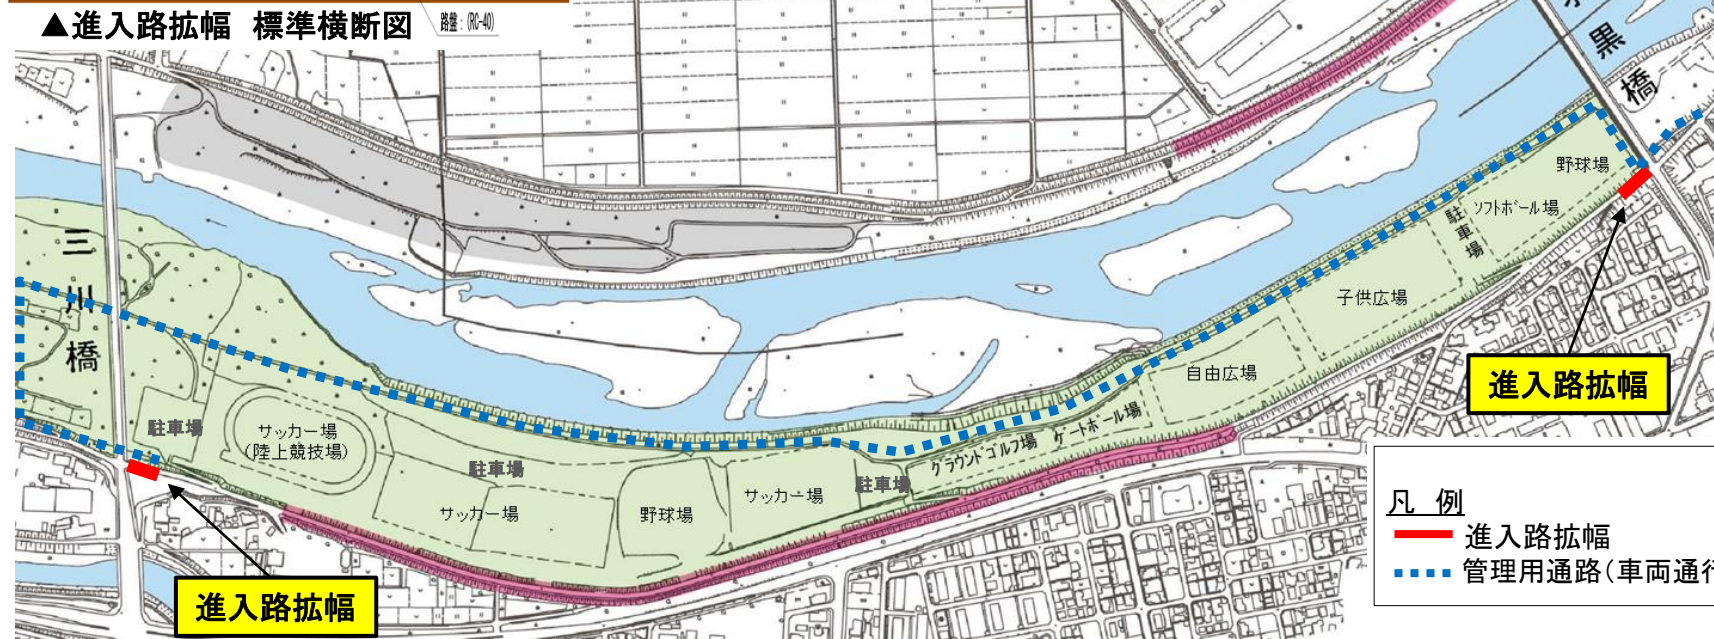 ▲進入路拡幅 標準横断図
路盤:(RC-40)
黒
橋
野球場
ソフトボール場
駐車場
子供広場
三川橋
自由広場
進入路拡幅
ゲートボール場
グラウンドゴルフ場
駐車場
サッカー場
(陸上競技場)
駐車場
サッカー場
野球場
サッカー場
駐車場
進入路拡幅
凡 例
進入路拡幅
管理用通路(車両通行